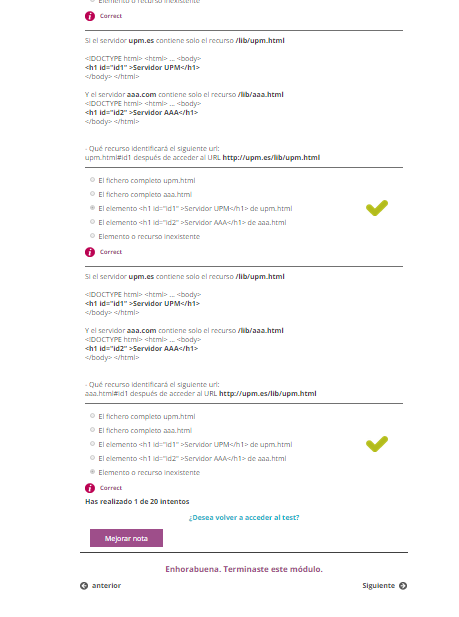 Elemento o recurso inexistente
Correct
Si el servidor upm.es contiene solo el recurso /lib/upm.html
<!DOCTYPE html> <html> ... <body>
<h1 id="id1" >Servidor UPM</h1>
</body> </html>
Y el servidor aaa.com contiene solo el recurso /lib/aaa.html
<!DOCTYPE html> <html> ... <body>
<h1 id="id2" >Servidor AAA</h1>
</body> </html>
- Qué recurso identificará el siguiente url:
upm.html#id1 después de acceder al URL http://upm.es/lib/upm.html
El fichero completo upm.html
El fichero completo aaa.html
El elemento <h1 id="id1" >Servidor UPM</h1> de upm.html
El elemento <h1 id="id2" >Servidor AAA</h1> de aaa.html
Elemento o recurso inexistente
Correct
Si el servidor upm.es contiene solo el recurso /lib/upm.html
<!DOCTYPE html> <html> ... <body>
<h1 id="id1" >Servidor UPM</h1>
</body> </html>
Y el servidor aaa.com contiene solo el recurso /lib/aaa.html
<!DOCTYPE html> <html> ... <body>
<h1 id="id2" >Servidor AAA</h1>
</body> </html>
- Qué recurso identificará el siguiente url:
aaa.html#id1 después de acceder al URL http://upm.es/lib/upm.html
El fichero completo upm.html
El fichero completo aaa.html
El elemento <h1 id="id1" >Servidor UPM</h1> de upm.html
El elemento <h1 id="id2" >Servidor AAA</h1> de aaa.html
Elemento o recurso inexistente
Correct
Has realizado 1 de 20 intentos
¿Desea volver a acceder al test?
Mejorar nota
Enhorabuena. Terminaste este módulo.
anterior
Siguiente